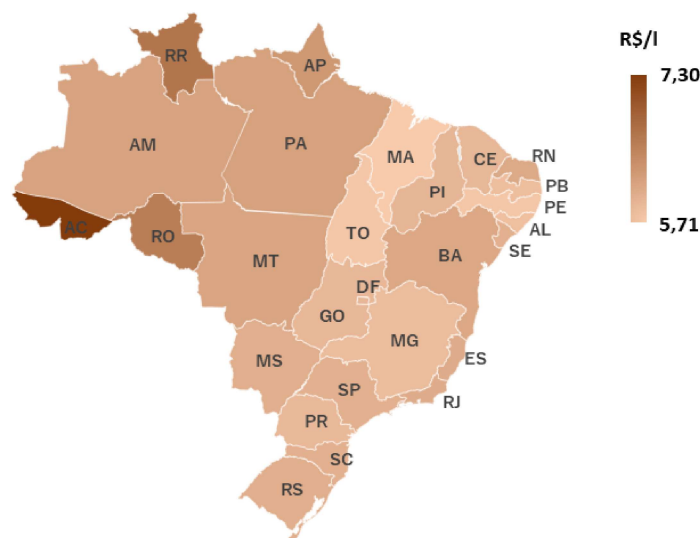 R$/l
7,30
5,71
RR
AP
AM
PA
MA
CE
RN
PB
PI
PE
AL
AC
RO
TO
SE
BA
MT
DF
GO
MG
MS
ES
SP
RJ
PR
SC
RS